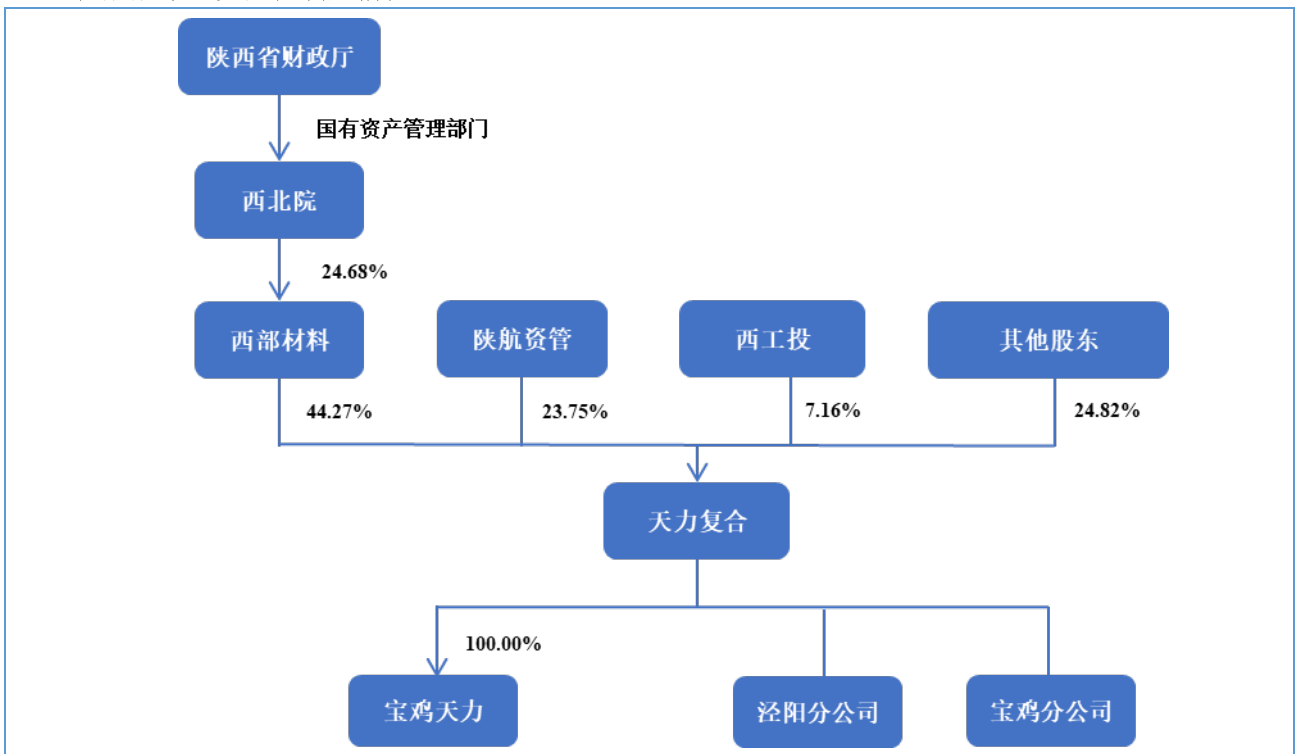 陕西省财政厅
国有资产管理部门
西北院
24.68%
西部材料
陕航资管
西工投
其他股东
44.27%
23.75%
7.16%
24.82%
天力复合
100.00%
宝鸡天力
泾阳分公司
宝鸡分公司